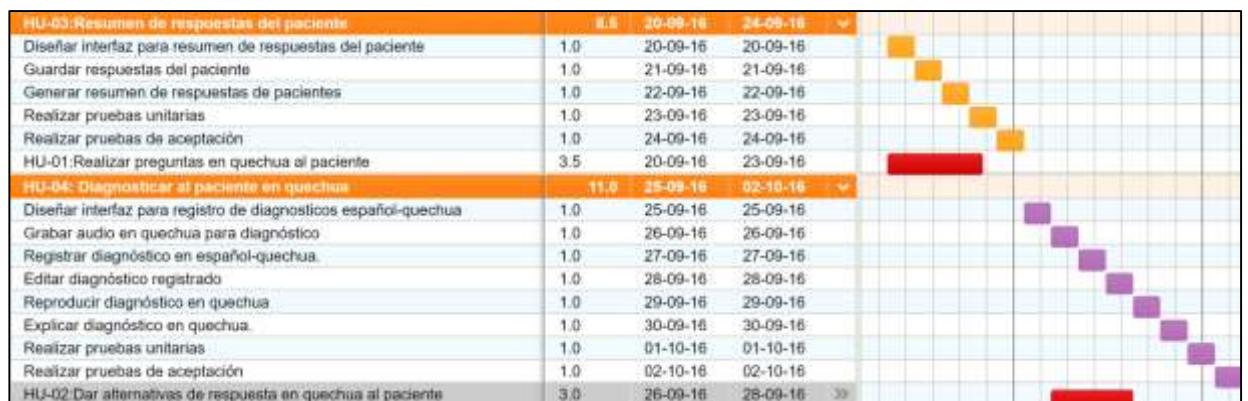 HU-03:Resumen de respuestas del paciente 8.5 20-09-16 24-09-16
Diseñar interfaz para resumen de respuestas del paciente 1.0 20-09-16 20-09-16
Guardar respuestas del paciente 1.0 21-09-16 21-09-16
Generar resumen de respuestas de pacientes 1.0 22-09-16 22-09-16
Realizar pruebas unitarias 1.0 23-09-16 23-09-16
Realizar pruebas de aceptación 1.0 24-09-16 24-09-16
HU-01:Realizar preguntas en quechua al paciente 3.5 20-09-16 23-09-16
HU-04: Diagnosticar al paciente en quechua 11.0 25-09-16 02-10-16
Diseñar interfaz para registro de diagnosticos español-quechua 1.0 25-09-16 25-09-16
Grabar audio en quechua para diagnóstico 1.0 26-09-16 26-09-16
Registrar diagnóstico en español-quechua. 1.0 27-09-16 27-09-16
Editar diagnóstico registrado 1.0 28-09-16 28-09-16
Reproducir diagnóstico en quechua 1.0 29-09-16 29-09-16
Explicar diagnóstico en quechua. 1.0 30-09-16 30-09-16
Realizar pruebas unitarias 1.0 01-10-16 01-10-16
Realizar pruebas de aceptación 1.0 02-10-16 02-10-16
HU-02:Dar alternativas de respuesta en quechua al paciente 3.0 26-09-16 28-09-16